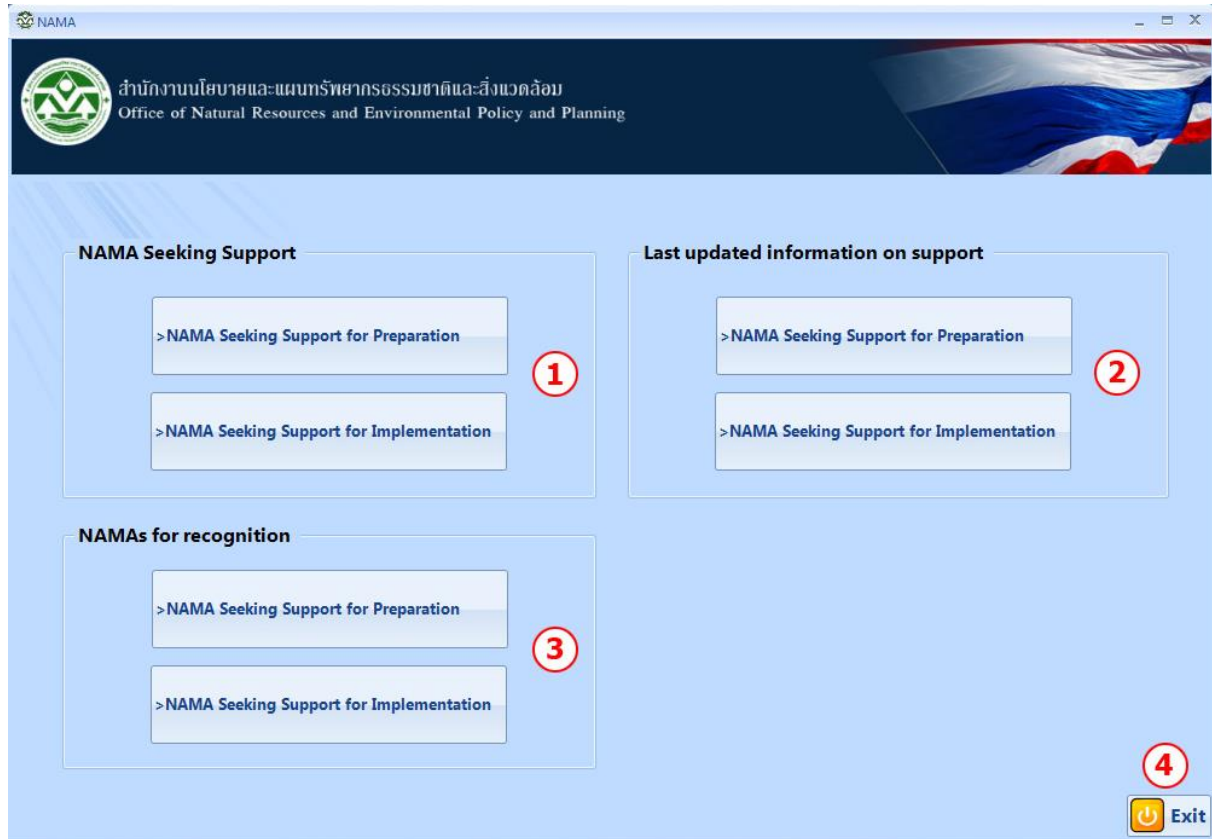 NAMA
สำนักงานนโยบายและแผนทรัพยากรธรรมชาติและสิ่งแวดล้อม
Office of Natural Resources and Environmental Policy and Planning
NAMA Seeking Support
>NAMA Seeking Support for Preparation
1
>NAMA Seeking Support for Implementation
Last updated information on support
>NAMA Seeking Support for Preparation
2
>NAMA Seeking Support for Implementation
NAMAs for recognition
>NAMA Seeking Support for Preparation
3
>NAMA Seeking Support for Implementation
4
Exit